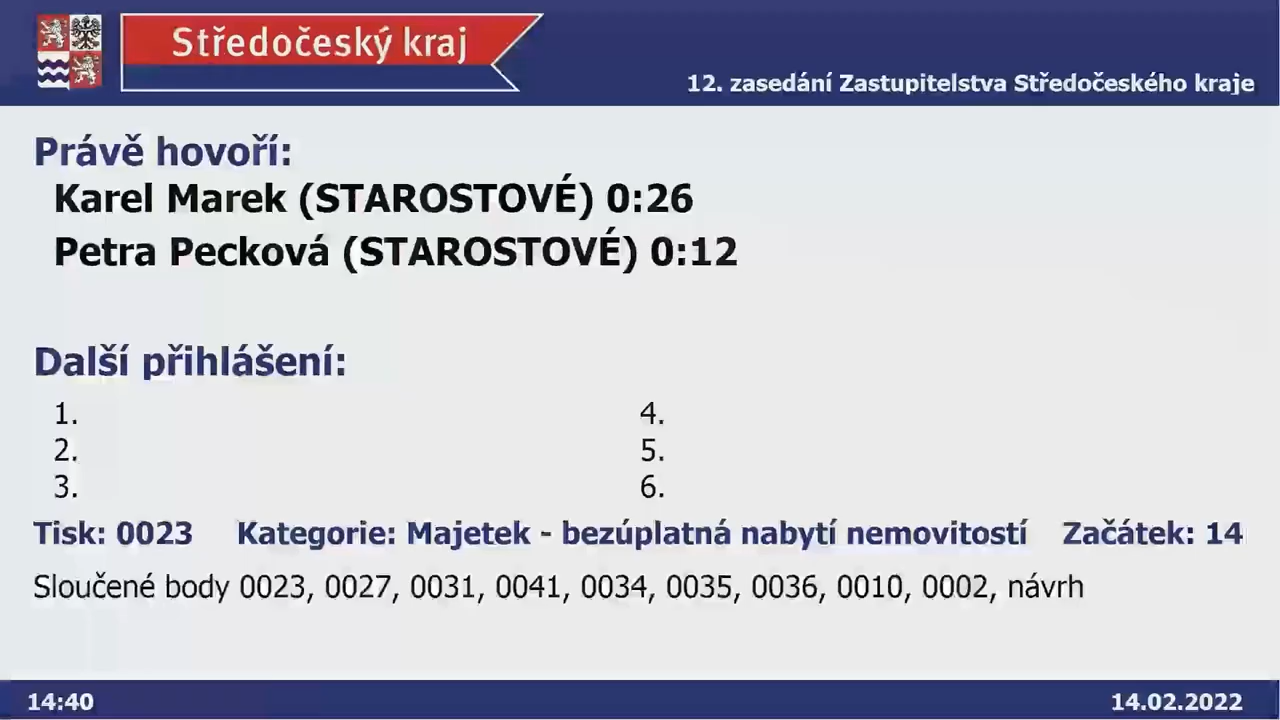 Středočeský kraj
12. zasedání Zastupitelstva Středočeského kraje
Právě hovoří:
Karel Marek (STAROSTOVÉ) 0:26
Petra Pecková (STAROSTOVÉ) 0:12
Další přihlášení:
1.
2.
3.
4.
5.
6.
Tisk: 0023 Kategorie: Majetek - bezúplatná nabytí nemovitostí Začátek: 14
Sloučené body 0023, 0027, 0031, 0041, 0034, 0035, 0036, 0010, 0002, návrh
14:40
14.02.2022